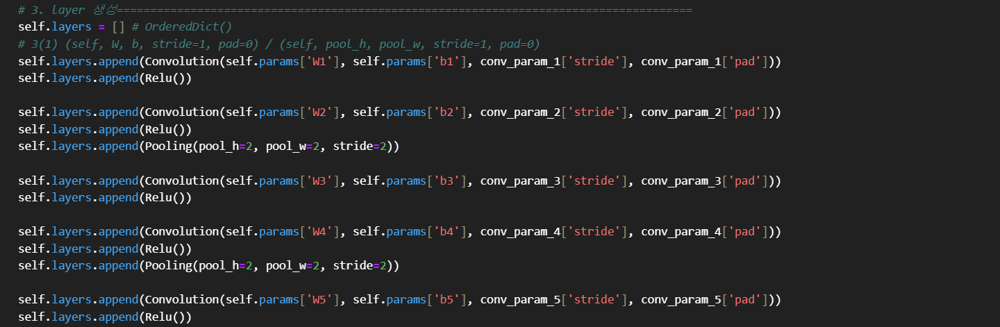 # 3. layer 생성======================================================================================
self.layers = [] # OrderedDict()
# 3(1) (self, W, b, stride=1, pad=0) / (self, pool_h, pool_w, stride=1, pad=0)
self.layers.append(Convolution(self.params['W1'], self.params['b1'], conv_param_1['stride'], conv_param_1['pad']))
self.layers.append(Relu())
self.layers.append(Convolution(self.params['W2'], self.params['b2'], conv_param_2['stride'], conv_param_2['pad']))
self.layers.append(Relu())
self.layers.append(Pooling(pool_h=2, pool_w=2, stride=2))
self.layers.append(Convolution(self.params['W3'], self.params['b3'], conv_param_3['stride'], conv_param_3['pad']))
self.layers.append(Relu())
self.layers.append(Convolution(self.params['W4'], self.params['b4'], conv_param_4['stride'], conv_param_4['pad']))
self.layers.append(Relu())
self.layers.append(Pooling(pool_h=2, pool_w=2, stride=2))
self.layers.append(Convolution(self.params['W5'], self.params['b5'], conv_param_5['stride'], conv_param_5['pad']))
self.layers.append(Relu())